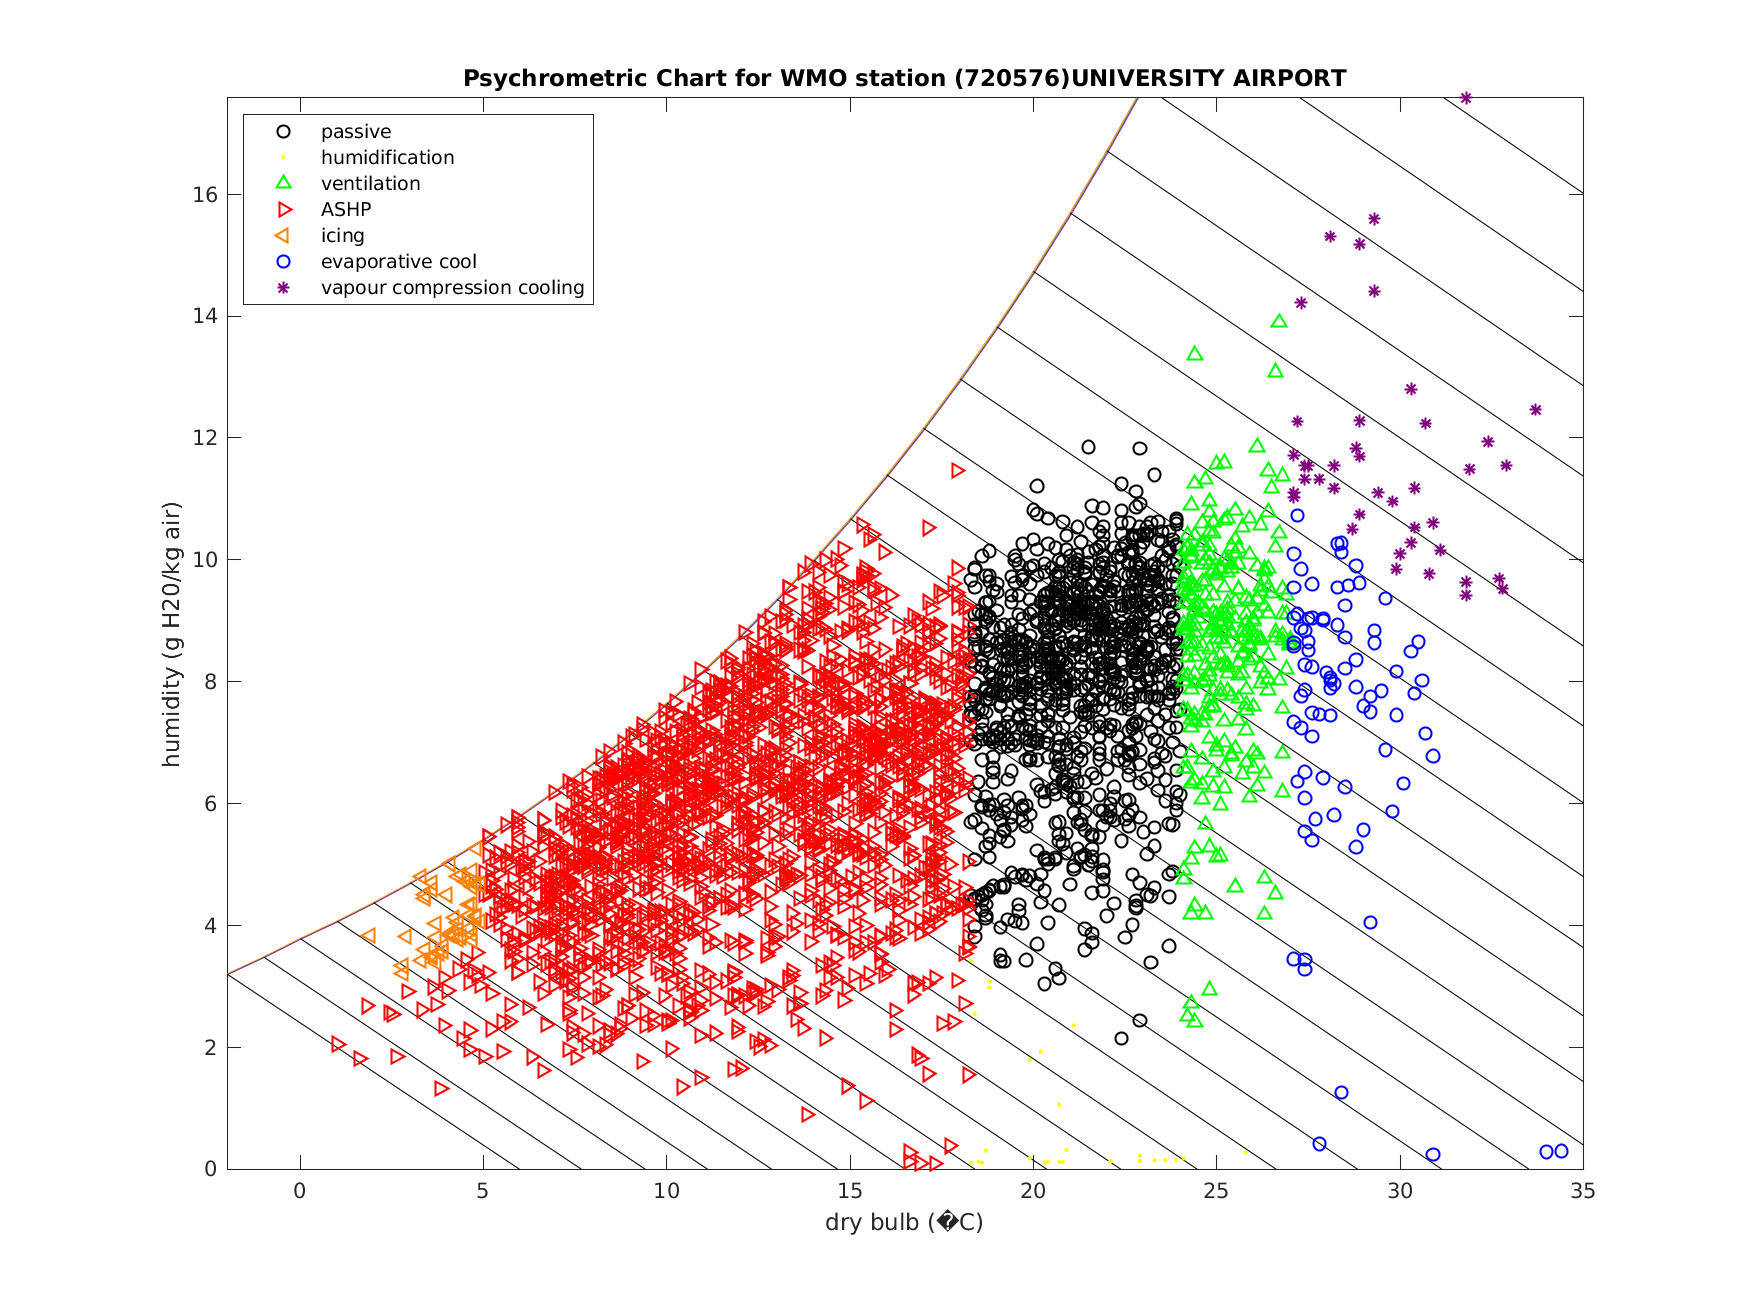 Psychrometric Chart for WMO station (720576)UNIVERSITY AIRPORT
passive
humidification
ventilation
ASHP
icing
evaporative cool
vapour compression cooling
humidity (g H20/kg air)
16
14
12
10
8
6
4
2
0
0 5 10 15 20 25 30 35
dry bulb (�C)